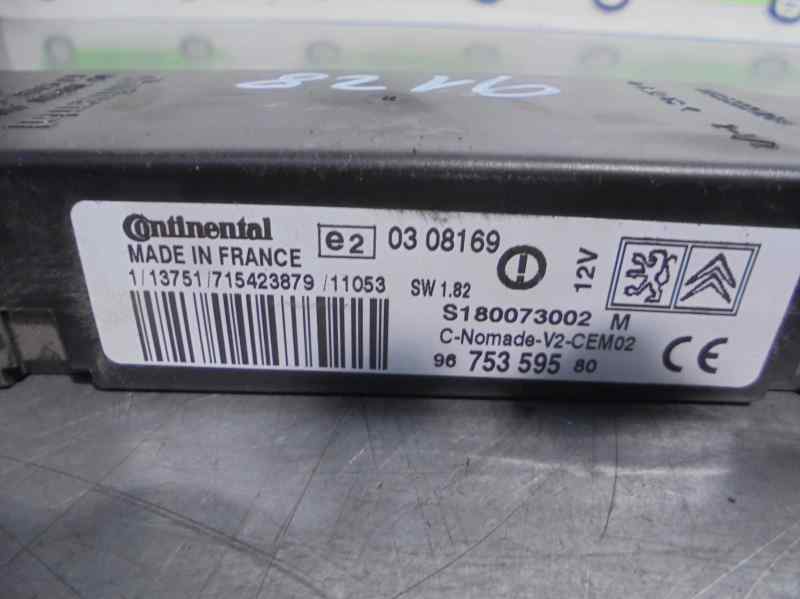 82V6
Continental
MADE IN FRANCE
e2 03 08169
12V
1/13751/715423879/11053
SW 1.82
S180073002 M
C-Nomade-V2-CEM02
96 753 595 80
CE